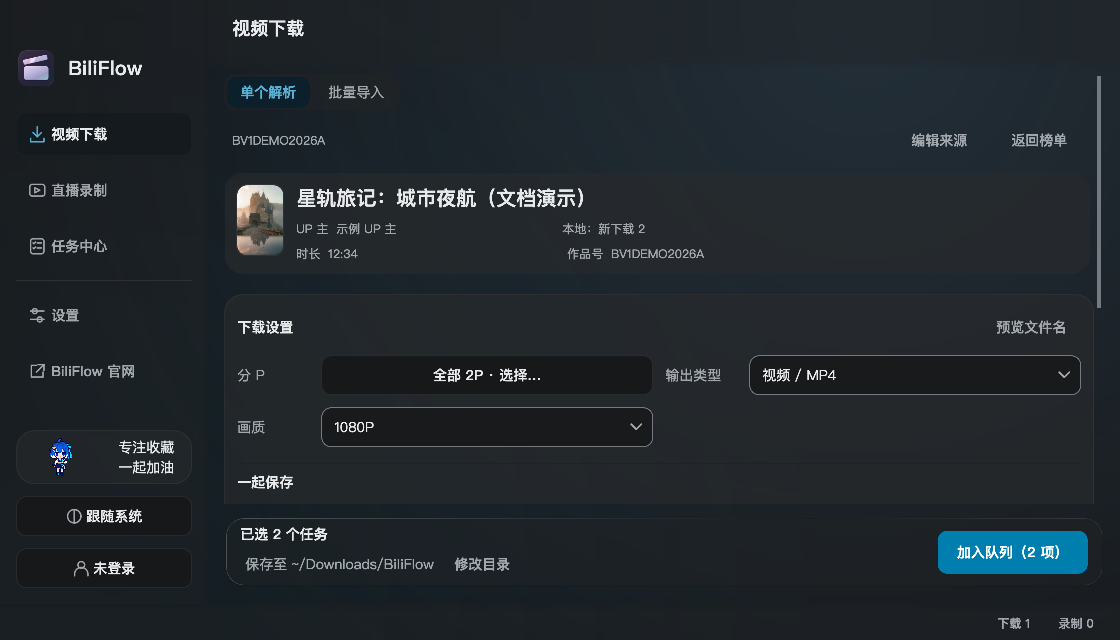 视频下载
BiliFlow
单个解析
批量导入
视频下载
BV1DEMO2026A
编辑来源
返回榜单
直播录制
星轨旅记：城市夜航（文档演示）
UP 主 示例 UP 主
本地：新下载 2
任务中心
时长 12:34
作品号 BV1DEMO2026A
设置
下载设置
预览文件名
BiliFlow 官网
分 P
全部 2P · 选择...
输出类型
视频 / MP4
画质
1080P
专注收藏
一起加油
一起保存
跟随系统
已选 2 个任务
保存至 ~/Downloads/BiliFlow
修改目录
加入队列（2 项）
未登录
下载 1
录制 0